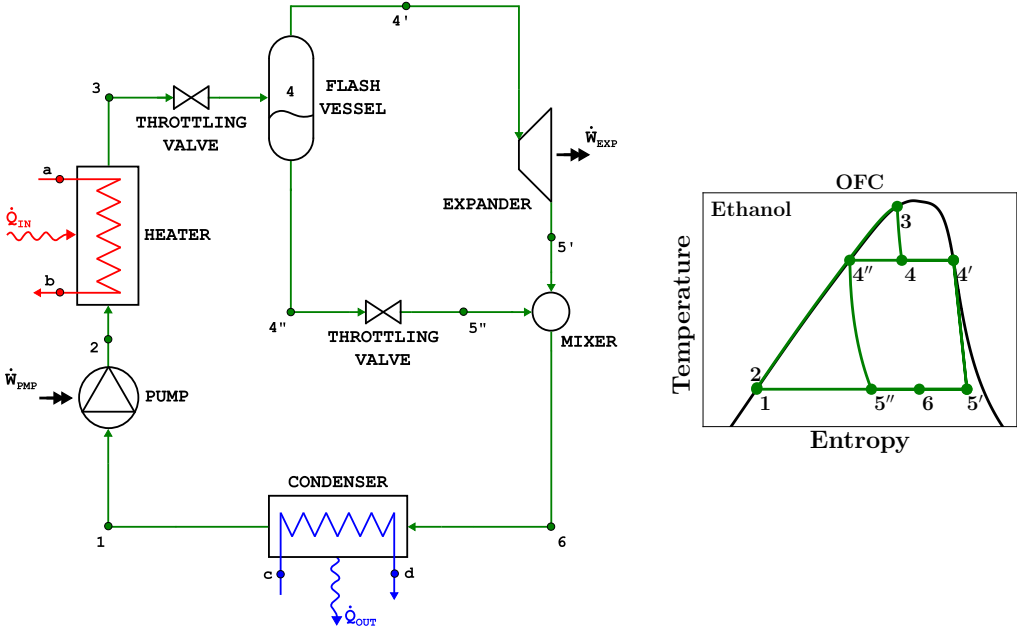 4'
3
4
FLASH
VESSEL
THROTTLING
VALVE
Ẇ_EXP
a
EXPANDER
Q̇_IN
HEATER
5'
b
4"
5"
THROTTLING
VALVE
MIXER
2
Ẇ_PMP
PUMP
CONDENSER
1
6
c
d
Q̇_OUT
OFC
Ethanol
3
4″
4
4′
Temperature
2
1
5″
6
5′
Entropy